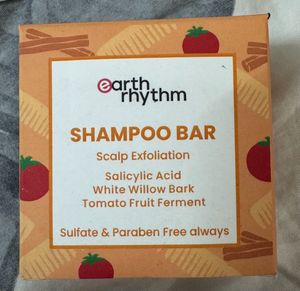 earth
rhythm
SHAMPOO BAR
Scalp Exfoliation
Salicylic Acid
White Willow Bark
Tomato Fruit Ferment
Sulfate & Paraben Free always